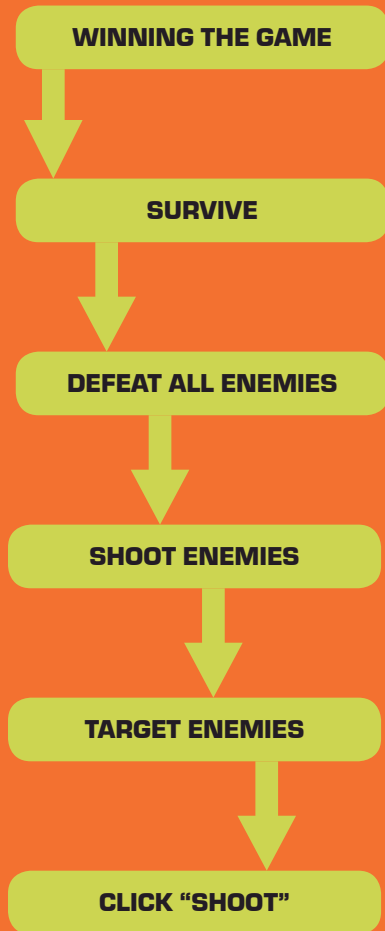 WINNING THE GAME
SURVIVE
DEFEAT ALL ENEMIES
SHOOT ENEMIES
TARGET ENEMIES
CLICK “SHOOT”